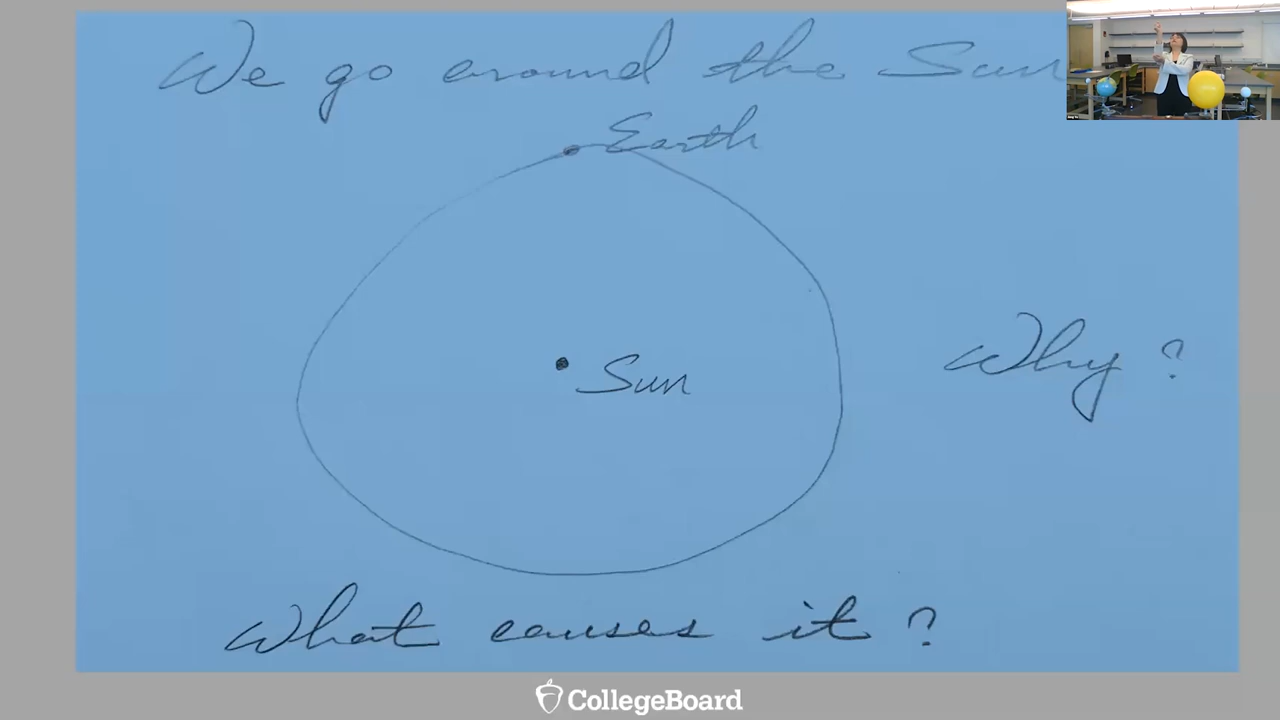 We go around the Sun
Earth
Sun
Why?
What causes it?
CollegeBoard